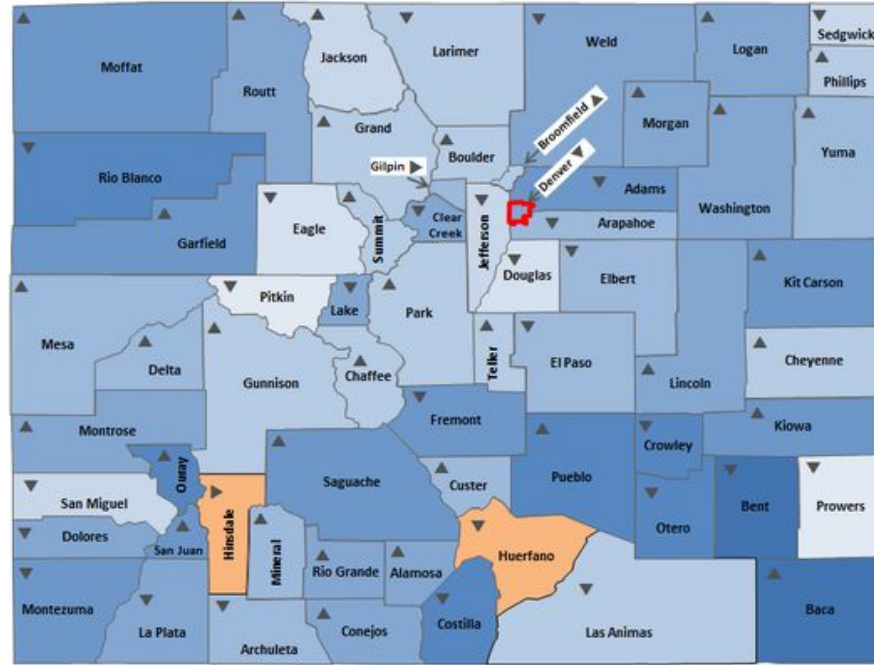 Moffat
Routt
Jackson
Larimer
Weld
Logan
Sedgwick
Phillips
Grand
Boulder
Broomfield
Morgan
Yuma
Rio Blanco
Gilpin
Denver
Adams
Washington
Garfield
Eagle
Summit
Clear
Creek
Jefferson
Arapahoe
Douglas
Elbert
Kit Carson
Pitkin
Lake
Park
Mesa
Delta
Gunnison
Chaffee
Teller
El Paso
Lincoln
Cheyenne
Montrose
Fremont
Crowley
Kiowa
Ouray
Saguache
Custer
Pueblo
San Miguel
Otero
Bent
Prowers
Dolores
San Juan
Hinsdale
Mineral
Rio Grande
Alamosa
Huerfano
Montezuma
La Plata
Archuleta
Conejos
Costilla
Las Animas
Baca